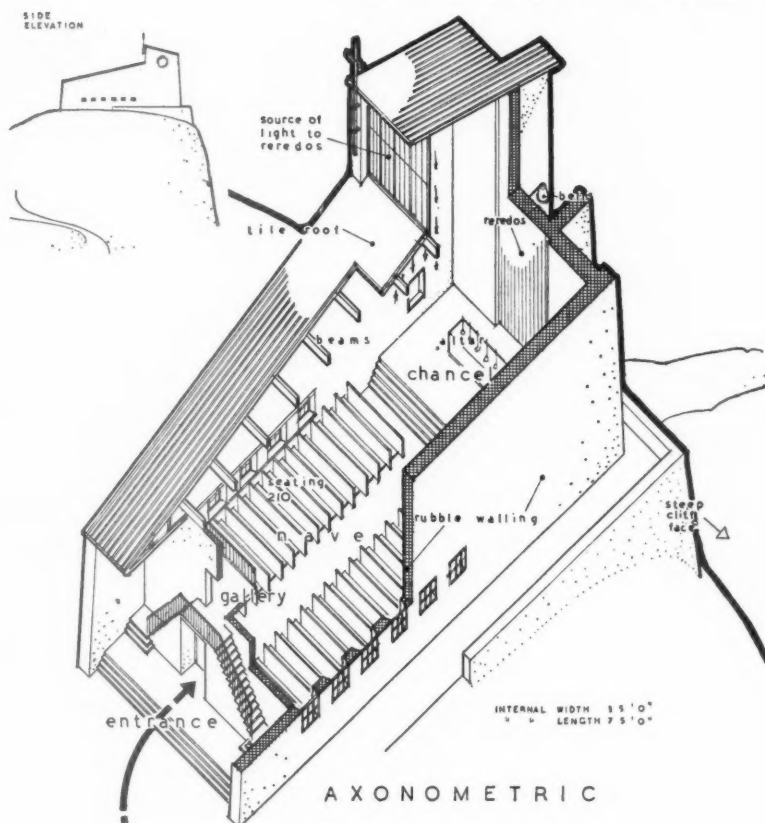 SIDE
ELEVATION
source of
light to
reredos
bells
reredos
tile roof
beams
altar
chancel
seating
210
nave
rubble walling
steep
cliff
face
gallery
entrance
INTERNAL WIDTH 35'0"
" " LENGTH 75'0"
AXONOMETRIC